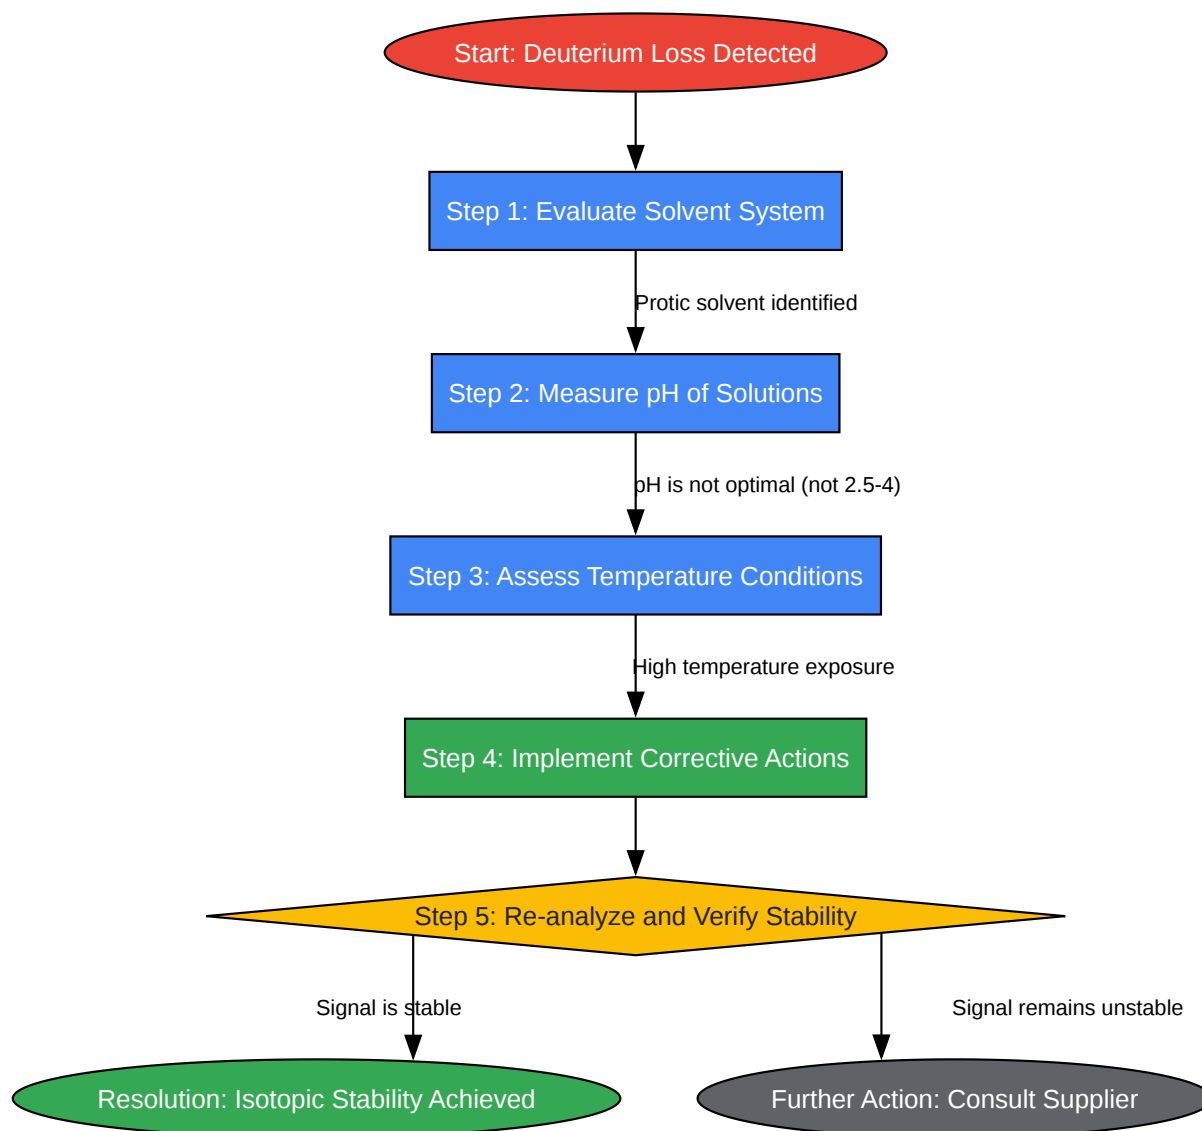 Start: Deuterium Loss Detected
Step 1: Evaluate Solvent System
Protic solvent identified
Step 2: Measure pH of Solutions
pH is not optimal (not 2.5-4)
Step 3: Assess Temperature Conditions
High temperature exposure
Step 4: Implement Corrective Actions
Step 5: Re-analyze and Verify Stability
Signal is stable
Signal remains unstable
Resolution: Isotopic Stability Achieved
Further Action: Consult Supplier